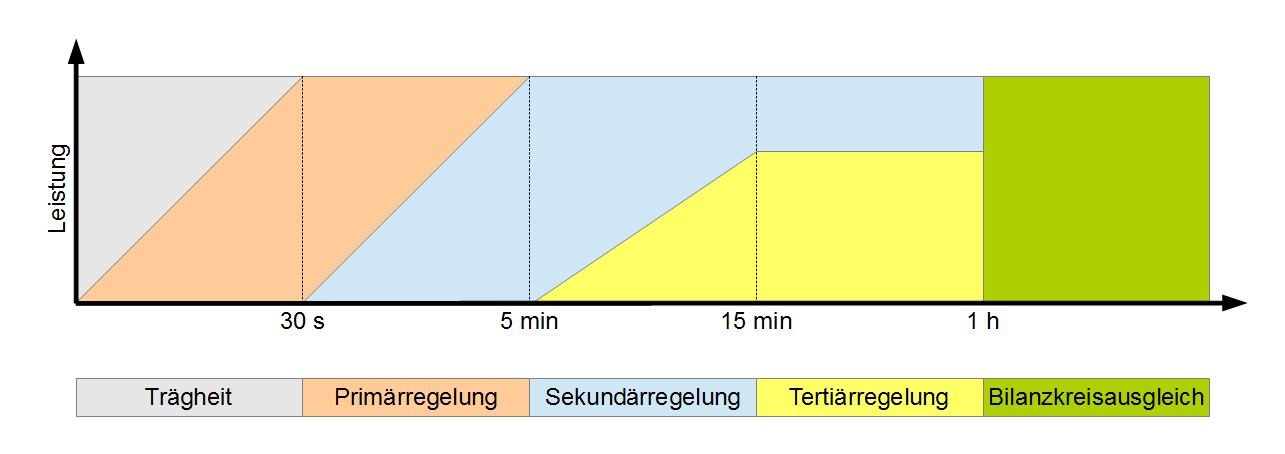 Leistung
30 s
5 min
15 min
1 h
Trägheit
Primärregelung
Sekundärregelung
Tertiärregelung
Bilanzkreisausgleich